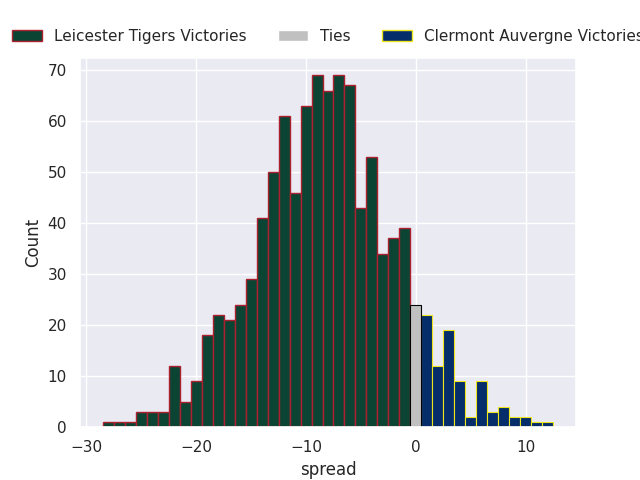 Leicester Tigers Victories Ties Clermont Auvergne Victories
70
60
50
40
30
20
10
0
Count
−30 −20 −10 0 10
spread